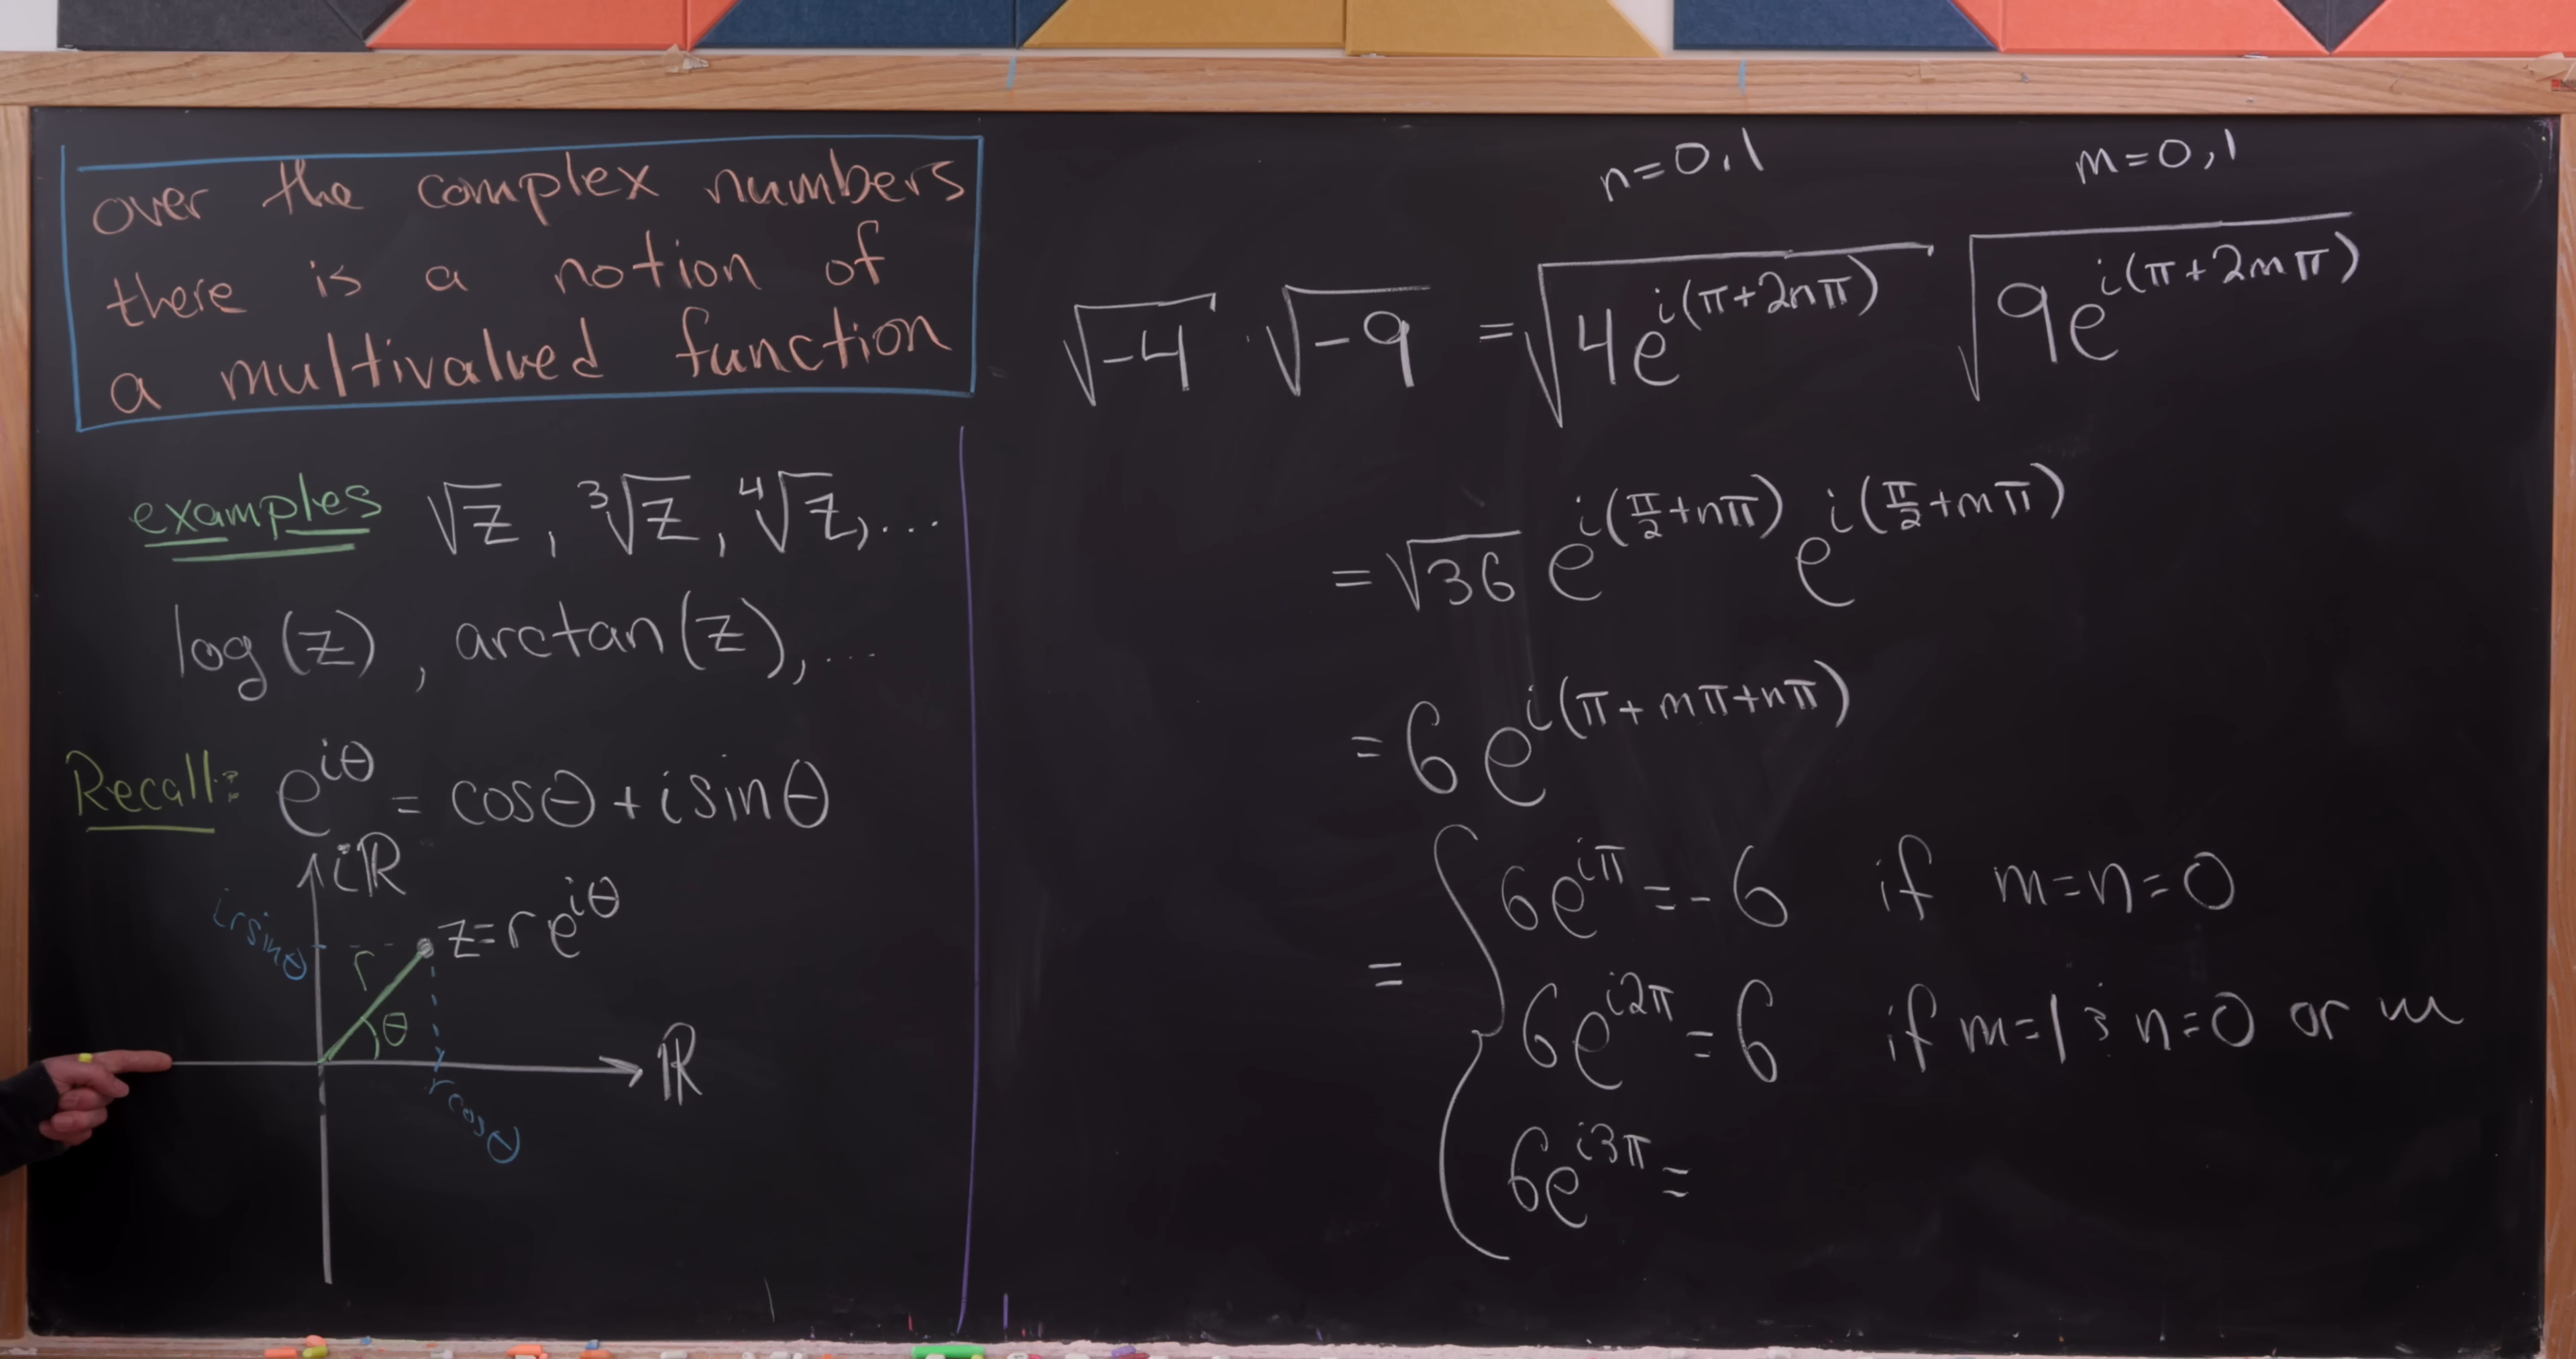 over the complex numbers
there is a notion of
a multivalued function
examples √z, ∛z, ∜z, ...
log(z), arctan(z), ...
Recall: e^{iθ} = cosθ + i sinθ
iℝ
irsinθ
r
z=re^{iθ}
θ
ℝ
rcosθ
n=0,1 m=0,1
√-4 · √-9 = √(4e^{i(π+2nπ)}) √(9e^{i(π+2mπ)})
= √36 e^{i(π/2+nπ)} e^{i(π/2+mπ)}
= 6 e^{i(π+mπ+nπ)}
= { 6e^{iπ} = -6 if m=n=0
6e^{i2π} = 6 if m=1 ; n=0 or m
6e^{i3π} =